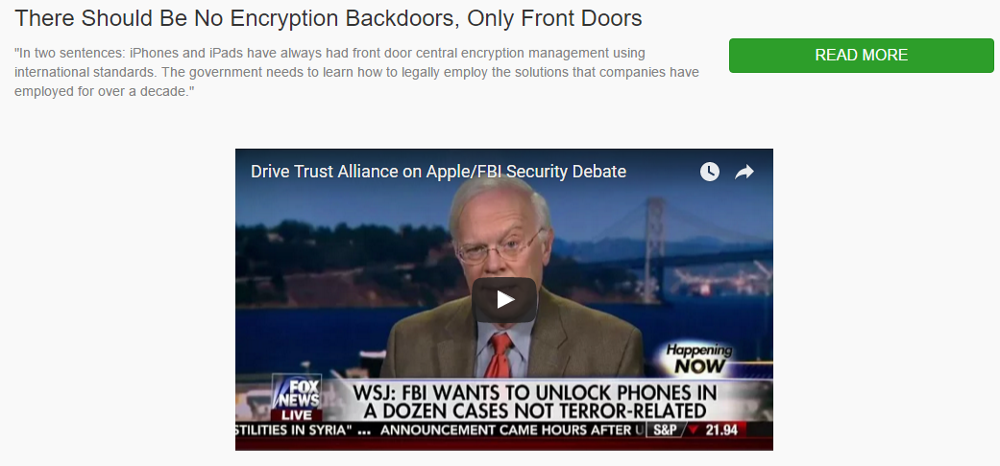 There Should Be No Encryption Backdoors, Only Front Doors
"In two sentences: iPhones and iPads have always had front door central encryption management using
international standards. The government needs to learn how to legally employ the solutions that companies have
employed for over a decade."
READ MORE
Drive Trust Alliance on Apple/FBI Security Debate
Happening
NOW
FOX
NEWS
LIVE
WSJ: FBI WANTS TO UNLOCK PHONES IN
A DOZEN CASES NOT TERROR-RELATED
STILITIES IN SYRIA" ... ANNOUNCEMENT CAME HOURS AFTER U S&P 21.94